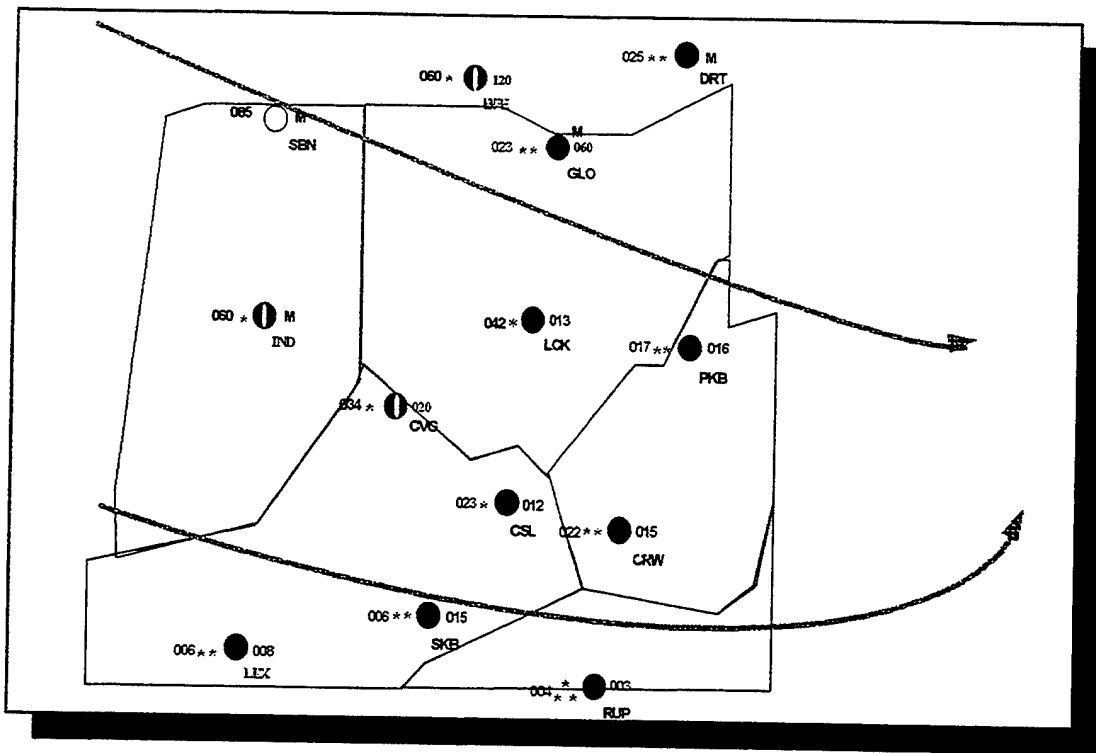 025 ** M
DRT
060 * 120
085 M
SBN
M
023 ** 060
GLO
060 * M
IND
042 * 013
LCK
017 ** 016
PKB
034 * 020
CVG
023 * 012
CSL
022 ** 015
CRW
006 ** 015
SKB
006 ** 008
LEX
*
004 ** 003
RUP